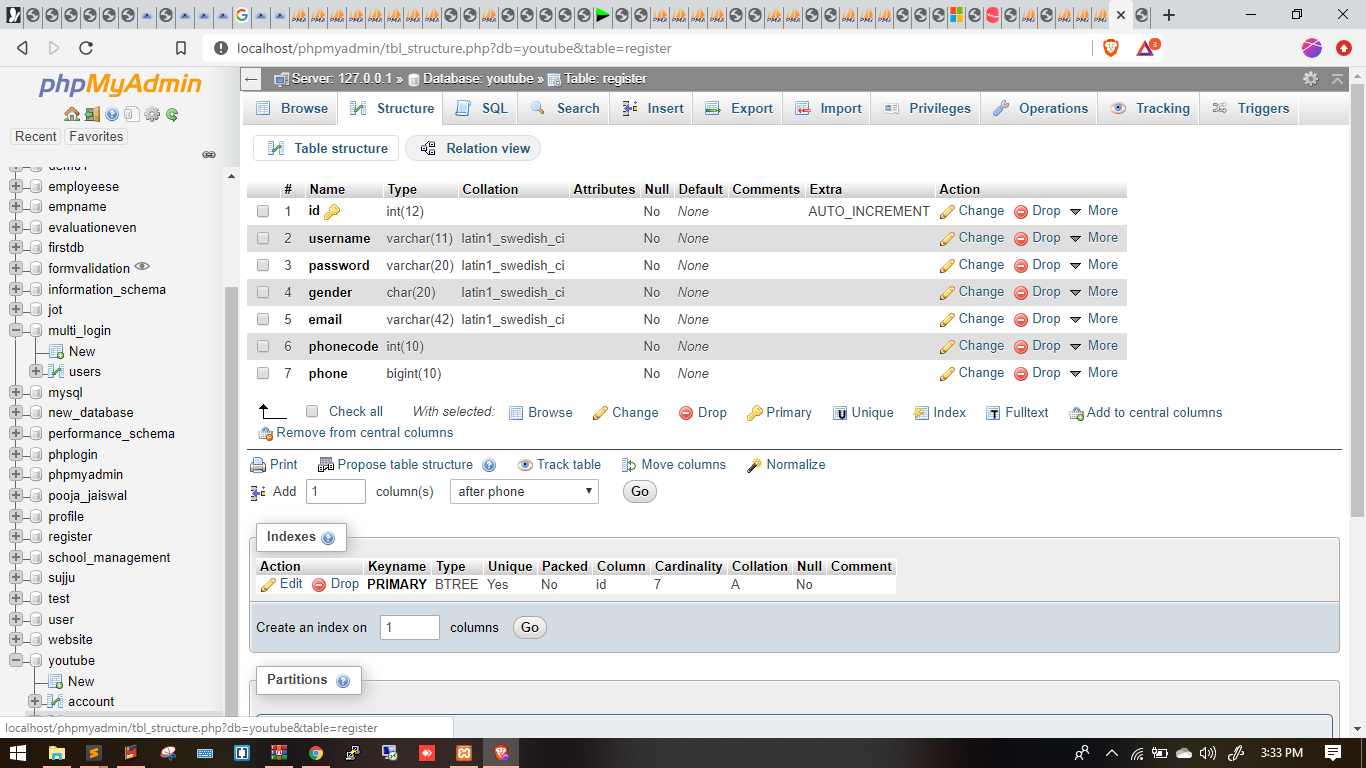 localhost/phpmyadmin/tbl_structure.php?db=youtube&table=register
3
phpMyAdmin
Recent Favorites
employeese
empname
evaluationeven
firstdb
formvalidation
information_schema
jot
multi_login
New
users
mysql
new_database
performance_schema
phplogin
phpmyadmin
pooja_jaiswal
profile
register
school_management
sujju
test
user
website
youtube
New
account
localhost/phpmyadmin/tbl_structure.php?db=youtube&table=register
Server: 127.0.0.1 » Database: youtube » Table: register
Browse Structure SQL Search Insert Export Import Privileges Operations Tracking Triggers
Table structure Relation view
# Name Type Collation Attributes Null Default Comments Extra Action
1 id int(12) No None AUTO_INCREMENT Change Drop More
2 username varchar(11) latin1_swedish_ci No None Change Drop More
3 password varchar(20) latin1_swedish_ci No None Change Drop More
4 gender char(20) latin1_swedish_ci No None Change Drop More
5 email varchar(42) latin1_swedish_ci No None Change Drop More
6 phonecode int(10) No None Change Drop More
7 phone bigint(10) No None Change Drop More
Check all With selected: Browse Change Drop Primary Unique Index Fulltext Add to central columns
Remove from central columns
Print Propose table structure Track table Move columns Normalize
Add 1 column(s) after phone Go
Indexes
Action Keyname Type Unique Packed Column Cardinality Collation Null Comment
Edit Drop PRIMARY BTREE Yes No id 7 A No
Create an index on 1 columns Go
Partitions
3:33 PM